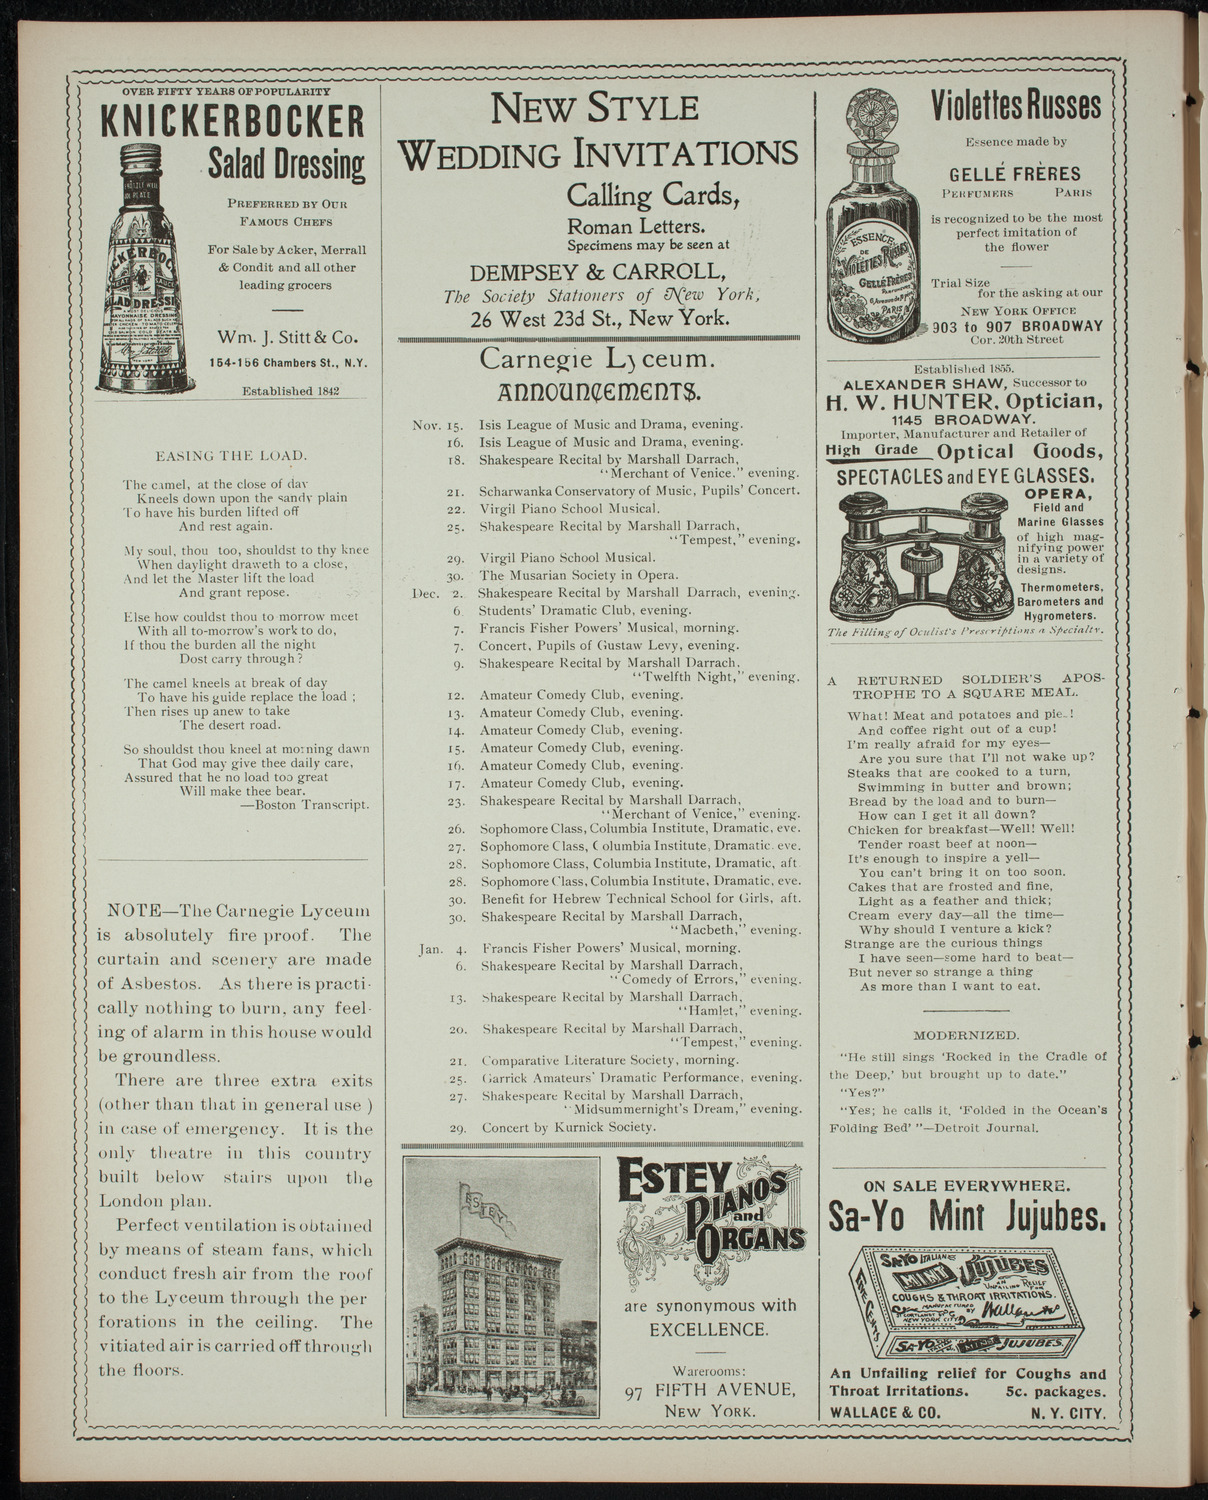 OVER FIFTY YEARS OF POPULARITY
KNICKERBOCKER
Salad Dressing
PREFERRED BY OUR
FAMOUS CHEFS
For Sale by Acker, Merrall
& Condit and all other
leading grocers
Wm. J. Stitt & Co.
154-156 Chambers St., N.Y.
Established 1842
EASING THE LOAD.
The camel, at the close of day
Kneels down upon the sandy plain
To have his burden lifted off
And rest again.
My soul, thou too, shouldst to thy knee
When daylight draweth to a close,
And let the Master lift the load
And grant repose.
Else how couldst thou to morrow meet
With all to-morrow's work to do,
If thou the burden all the night
Dost carry through?
The camel kneels at break of day
To have his guide replace the load;
Then rises up anew to take
The desert road.
So shouldst thou kneel at morning dawn
That God may give thee daily care,
Assured that he no load too great
Will make thee bear.
—Boston Transcript.
NOTE—The Carnegie Lyceum
is absolutely fire proof. The
curtain and scenery are made
of Asbestos. As there is practi-
cally nothing to burn, any feel-
ing of alarm in this house would
be groundless.
There are three extra exits
(other than that in general use)
in case of emergency. It is the
only theatre in this country
built below stairs upon the
London plan.
Perfect ventilation is obtained
by means of steam fans, which
conduct fresh air from the roof
to the Lyceum through the per
forations in the ceiling. The
vitiated air is carried off through
the floors.
NEW STYLE
WEDDING INVITATIONS
Calling Cards,
Roman Letters.
Specimens may be seen at
DEMPSEY & CARROLL,
The Society Stationers of New York,
26 West 23d St., New York.
Carnegie Lyceum.
ANNOUNCEMENTS.
Nov. 15. Isis League of Music and Drama, evening.
16. Isis League of Music and Drama, evening.
18. Shakespeare Recital by Marshall Darrach,
"Merchant of Venice." evening.
21. Scharwanka Conservatory of Music, Pupils' Concert.
22. Virgil Piano School Musical.
25. Shakespeare Recital by Marshall Darrach,
"Tempest," evening.
29. Virgil Piano School Musical.
30. The Musarian Society in Opera.
Dec. 2. Shakespeare Recital by Marshall Darrach, evening.
6. Students' Dramatic Club, evening.
7. Francis Fisher Powers' Musical, morning.
7. Concert, Pupils of Gustaw Levy, evening.
9. Shakespeare Recital by Marshall Darrach,
"Twelfth Night," evening.
12. Amateur Comedy Club, evening.
13. Amateur Comedy Club, evening.
14. Amateur Comedy Club, evening.
15. Amateur Comedy Club, evening.
16. Amateur Comedy Club, evening.
17. Amateur Comedy Club, evening.
23. Shakespeare Recital by Marshall Darrach,
"Merchant of Venice," evening.
26. Sophomore Class, Columbia Institute, Dramatic, eve.
27. Sophomore Class, Columbia Institute, Dramatic. eve.
28. Sophomore Class, Columbia Institute, Dramatic, aft
28. Sophomore Class, Columbia Institute, Dramatic, eve.
30. Benefit for Hebrew Technical School for Girls, aft.
30. Shakespeare Recital by Marshall Darrach,
"Macbeth," evening.
Jan. 4. Francis Fisher Powers' Musical, morning.
6. Shakespeare Recital by Marshall Darrach,
"Comedy of Errors," evening.
13. Shakespeare Recital by Marshall Darrach,
"Hamlet," evening.
20. Shakespeare Recital by Marshall Darrach,
"Tempest," evening.
21. Comparative Literature Society, morning.
25. Garrick Amateurs' Dramatic Performance, evening.
27. Shakespeare Recital by Marshall Darrach,
"Midsummernight's Dream," evening.
29. Concert by Kurnick Society.
ESTEY
ESTEY
PIANOS
and
ORGANS
are synonymous with
EXCELLENCE.
Warerooms:
97 FIFTH AVENUE,
NEW YORK.
Violettes Russes
Essence made by
GELLÉ FRÈRES
PERFUMERS PARIS
is recognized to be the most
perfect imitation of
the flower
Trial Size
for the asking at our
NEW YORK OFFICE
903 to 907 BROADWAY
Cor. 20th Street
ESSENCE
DE
VIOLETTES RUSSES
GELLÉ FRÈRES
PARIS
Established 1855.
ALEXANDER SHAW, Successor to
H. W. HUNTER, Optician,
1145 BROADWAY.
Importer, Manufacturer and Retailer of
High Grade Optical Goods,
SPECTACLES and EYE GLASSES.
OPERA,
Field and
Marine Glasses
of high mag-
nifying power
in a variety of
designs.
Thermometers,
Barometers and
Hygrometers.
The Filling of Oculist's Prescriptions a Specialty.
A RETURNED SOLDIER'S APOS-
TROPHE TO A SQUARE MEAL.
What! Meat and potatoes and pie!
And coffee right out of a cup!
I'm really afraid for my eyes—
Are you sure that I'll not wake up?
Steaks that are cooked to a turn,
Swimming in butter and brown;
Bread by the load and to burn—
How can I get it all down?
Chicken for breakfast—Well! Well!
Tender roast beef at noon—
It's enough to inspire a yell—
You can't bring it on too soon.
Cakes that are frosted and fine,
Light as a feather and thick;
Cream every day—all the time—
Why should I venture a kick?
Strange are the curious things
I have seen—some hard to beat—
But never so strange a thing
As more than I want to eat.
MODERNIZED.
"He still sings 'Rocked in the Cradle of
the Deep,' but brought up to date."
"Yes?"
"Yes; he calls it, 'Folded in the Ocean's
Folding Bed' "—Detroit Journal.
ON SALE EVERYWHERE.
Sa-Yo Mint Jujubes.
SA-YO ITALIAN
MINT JUJUBES
AN
UNFAILING RELIEF
FOR
COUGHS & THROAT IRRITATIONS.
MANUFACTURED
BY
NEW YORK CITY
SA-YO JUJUBES
An Unfailing relief for Coughs and
Throat Irritations. 5c. packages.
WALLACE & CO. N. Y. CITY.